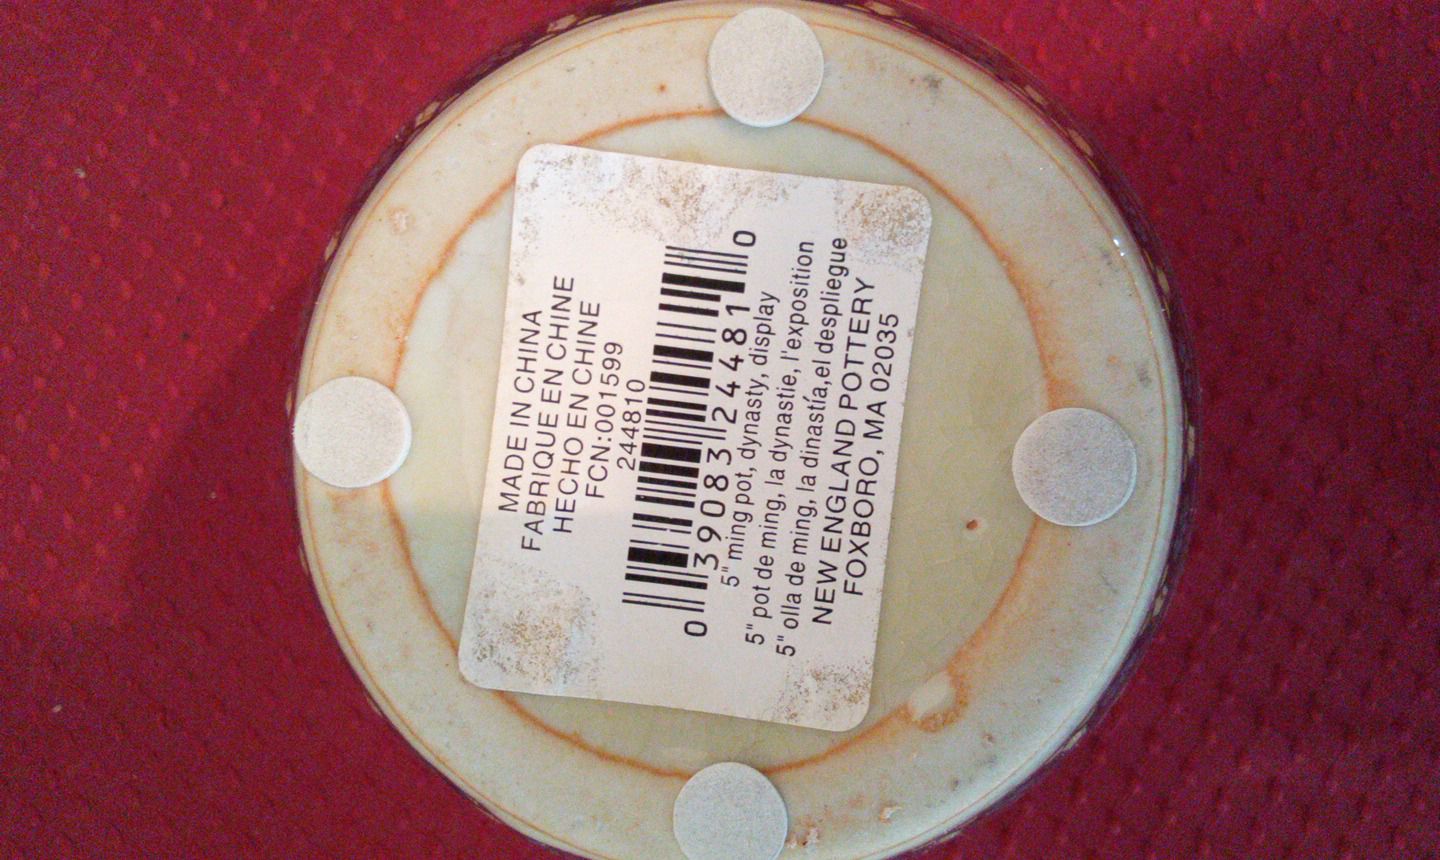 MADE IN CHINA
FABRIQUE EN CHINE
HECHO EN CHINE
FCN:001599
244810
0 39083 24481 0
5" ming pot, dynasty, display
5" pot de ming, la dynastie, l'exposition
5" olla de ming, la dinastía,el despliegue
NEW ENGLAND POTTERY
FOXBORO, MA 02035